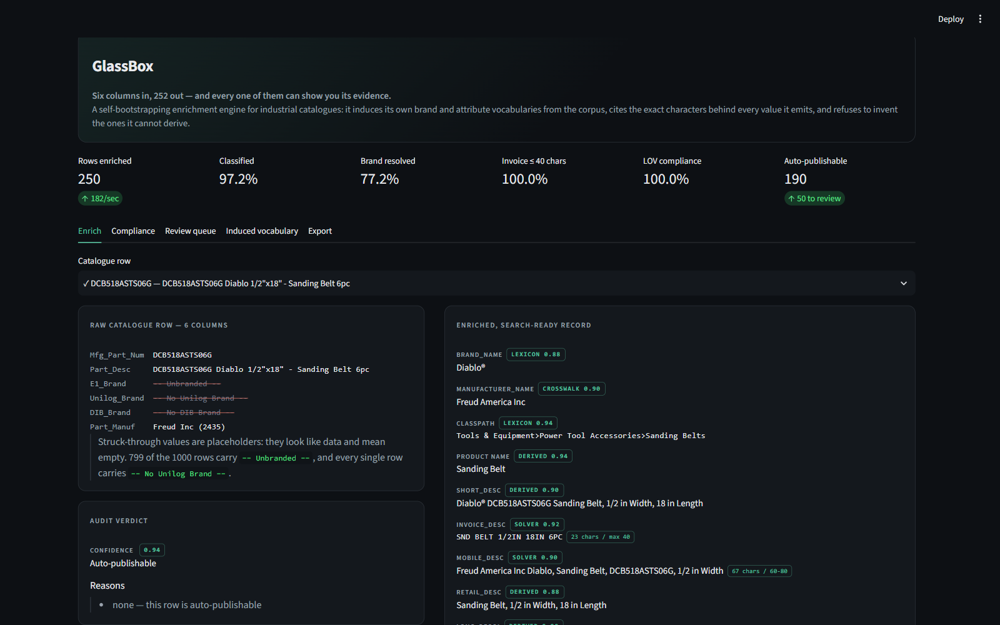 Deploy
GlassBox
Six columns in, 252 out — and every one of them can show you its evidence.
A self-bootstrapping enrichment engine for industrial catalogues: it induces its own brand and attribute vocabularies from the corpus, cites the exact characters behind every value it emits, and refuses to invent
the ones it cannot derive.
Rows enriched
250
↑ 182/sec
Classified
97.2%
Brand resolved
77.2%
Invoice ≤ 40 chars
100.0%
LOV compliance
100.0%
Auto-publishable
190
↑ 50 to review
Enrich Compliance Review queue Induced vocabulary Export
Catalogue row
✓ DCB518ASTS06G — DCB518ASTS06G Diablo 1/2"x18" - Sanding Belt 6pc
RAW CATALOGUE ROW — 6 COLUMNS
Mfg_Part_Num DCB518ASTS06G
Part_Desc DCB518ASTS06G Diablo 1/2"x18" - Sanding Belt 6pc
E1_Brand -- Unbranded --
Unilog_Brand -- No Unilog Brand --
DIB_Brand -- No DIB Brand --
Part_Manuf Freud Inc (2435)
Struck-through values are placeholders: they look like data and mean
empty. 799 of the 1000 rows carry -- Unbranded -- , and every single row
carries -- No Unilog Brand -- .
AUDIT VERDICT
CONFIDENCE 0.94
Auto-publishable
Reasons
• none — this row is auto-publishable
ENRICHED, SEARCH-READY RECORD
BRAND_NAME LEXICON 0.88
Diablo®
MANUFACTURER_NAME CROSSWALK 0.90
Freud America Inc
CLASSPATH LEXICON 0.94
Tools & Equipment>Power Tool Accessories>Sanding Belts
PRODUCT NAME DERIVED 0.94
Sanding Belt
SHORT_DESC DERIVED 0.90
Diablo® DCB518ASTS06G Sanding Belt, 1/2 in Width, 18 in Length
INVOICE_DESC SOLVER 0.92
SND BELT 1/2IN 18IN 6PC 23 chars / max 40
MOBILE_DESC SOLVER 0.90
Freud America Inc Diablo, Sanding Belt, DCB518ASTS06G, 1/2 in Width 67 chars / 60-80
RETAIL_DESC DERIVED 0.88
Sanding Belt, 1/2 in Width, 18 in Length